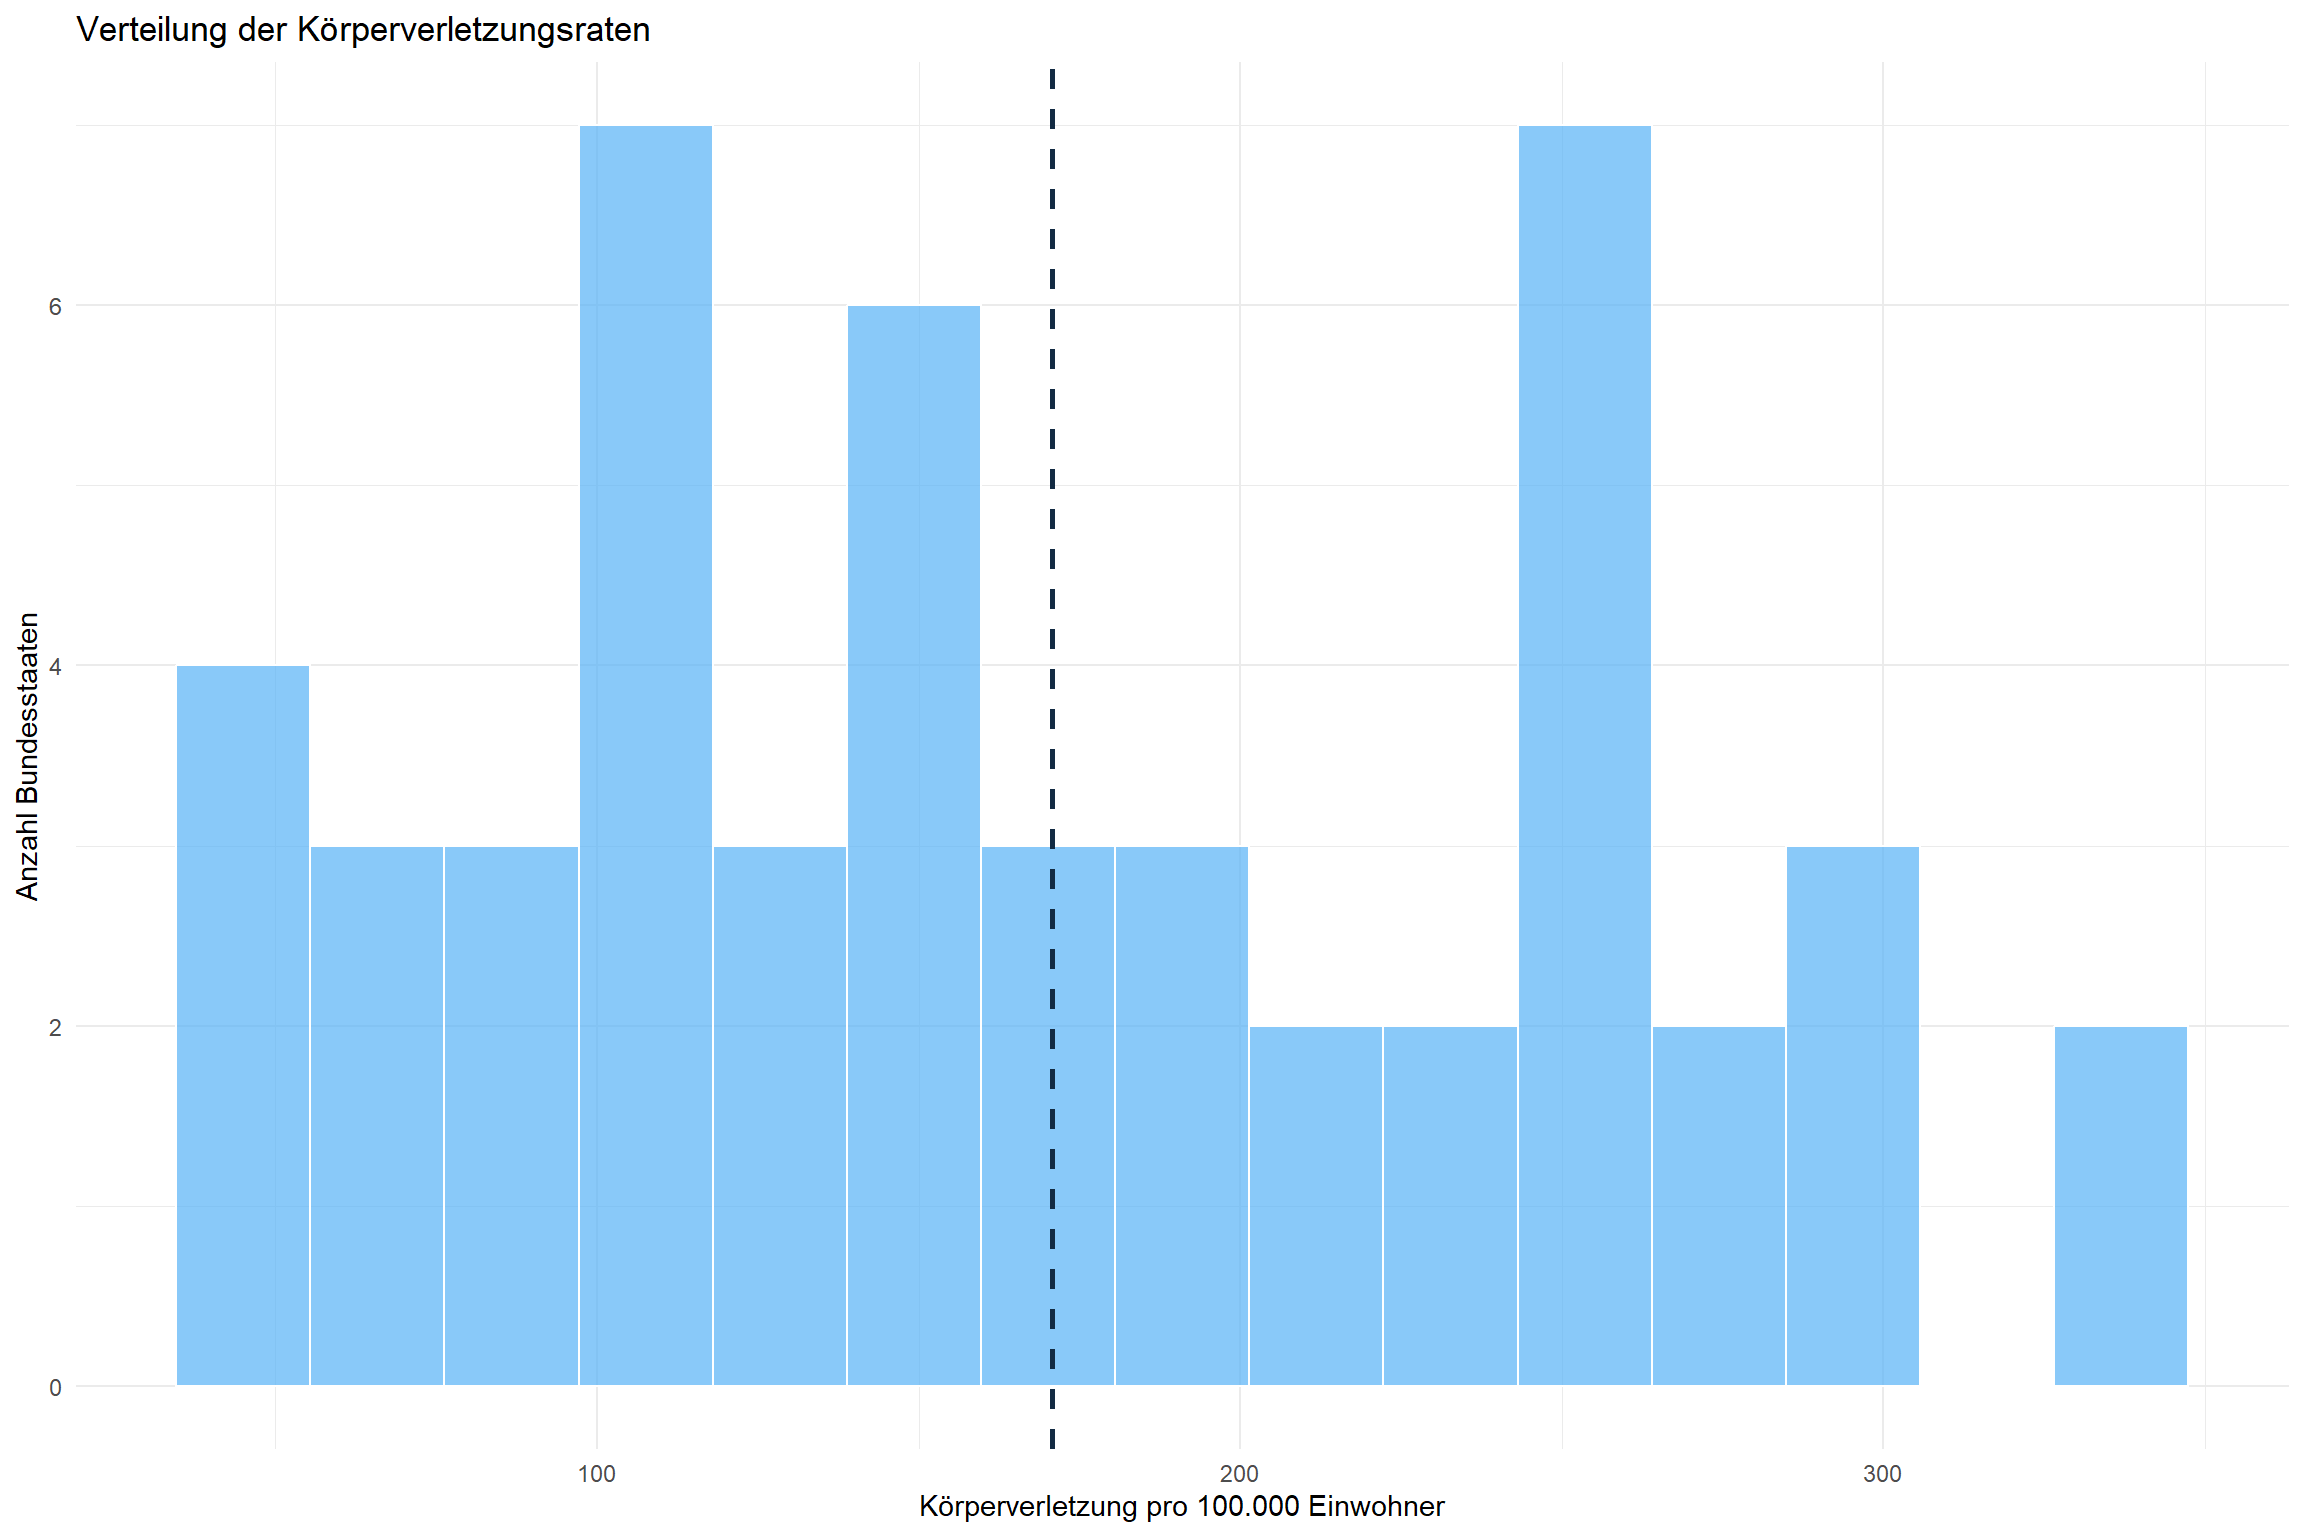 Verteilung der Körperverletzungsraten
Anzahl Bundesstaaten
6
4
2
0
100
200
300
Körperverletzung pro 100.000 Einwohner